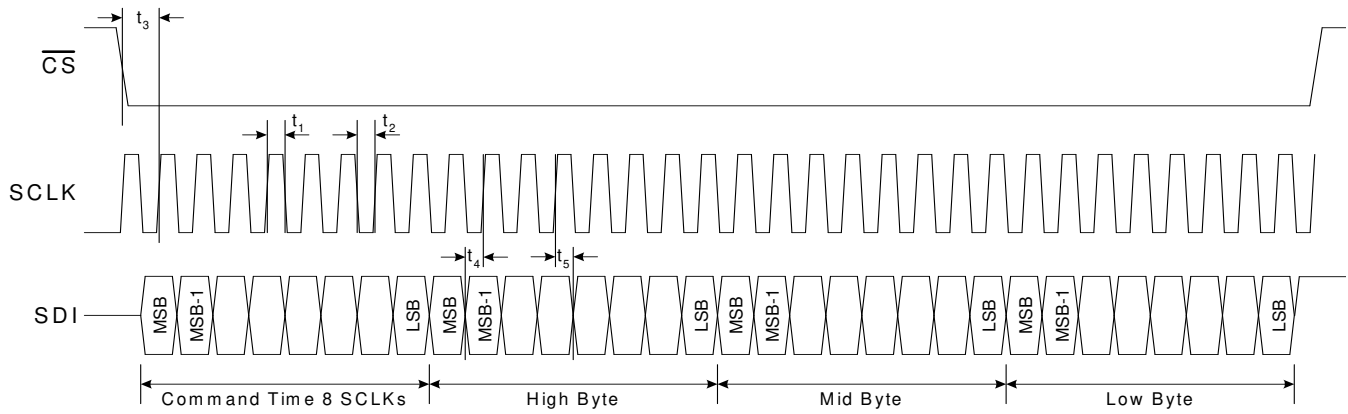 t3
CS
t1
t2
SCLK
t4
t5
SDI
MSB MSB-1 LSB MSB MSB-1 LSB MSB MSB-1 LSB MSB MSB-1 LSB
Command Time 8 SCLKs High Byte Mid Byte Low Byte